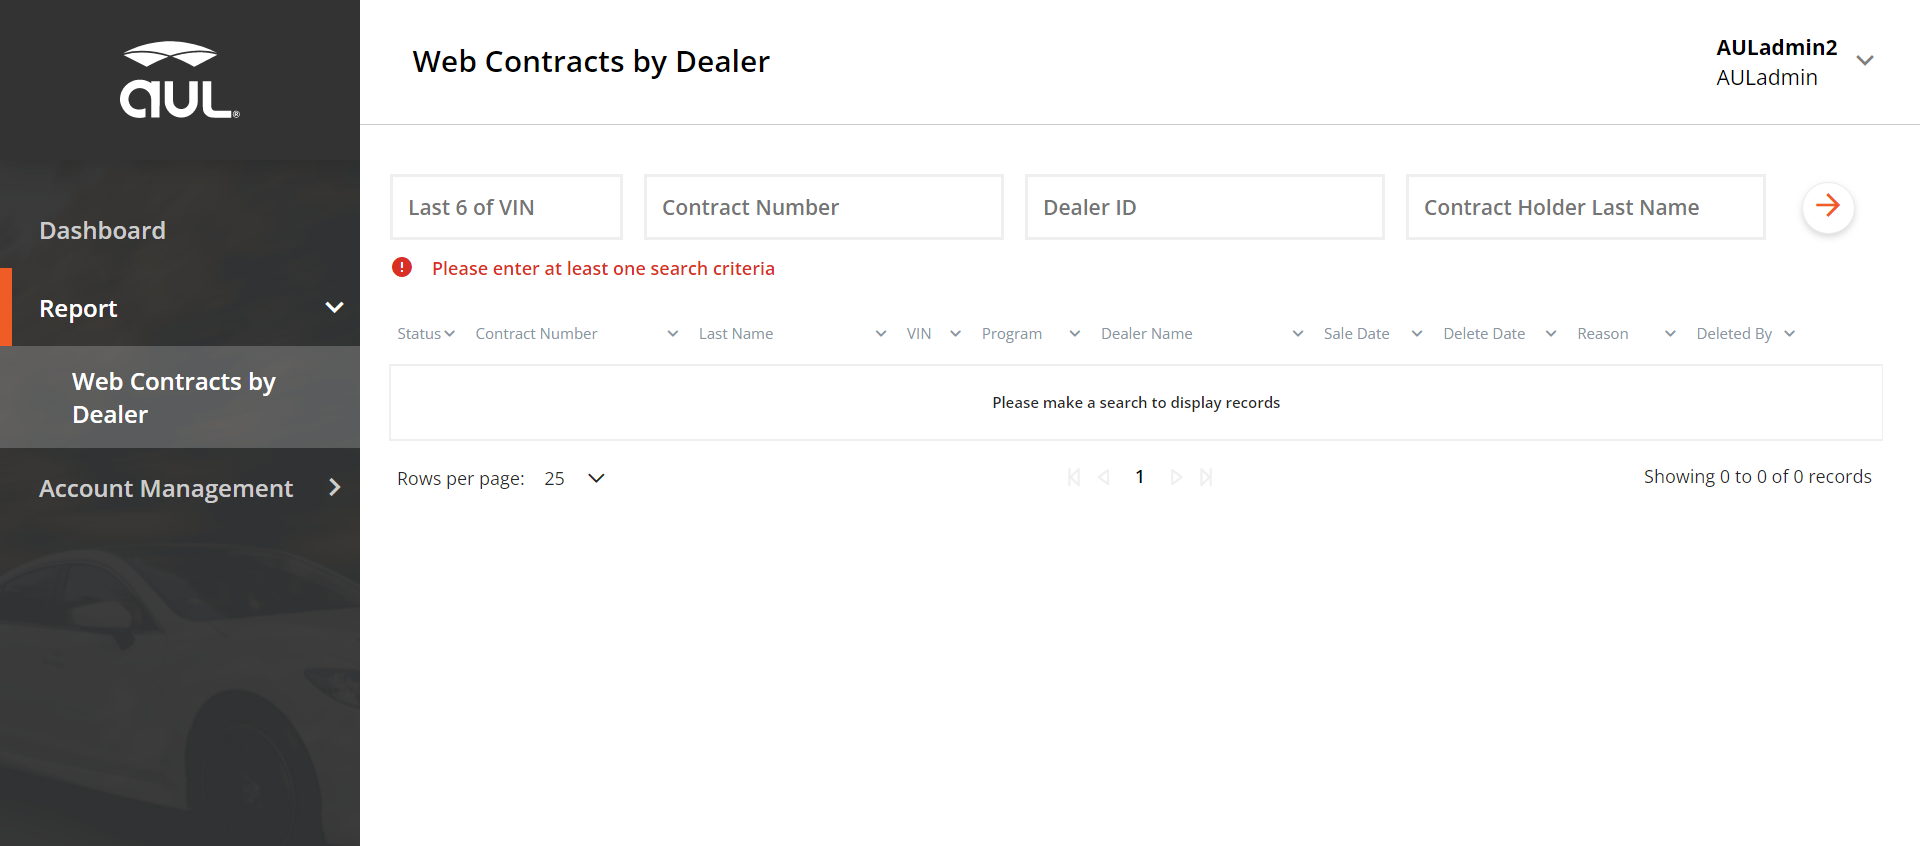 aUL®
Dashboard
Report
Web Contracts by
Dealer
Account Management
Web Contracts by Dealer
AULadmin2
AULadmin
Last 6 of VIN
Contract Number
Dealer ID
Contract Holder Last Name
Please enter at least one search criteria
Status Contract Number Last Name VIN Program Dealer Name Sale Date Delete Date Reason Deleted By
Please make a search to display records
Rows per page: 25
1
Showing 0 to 0 of 0 records